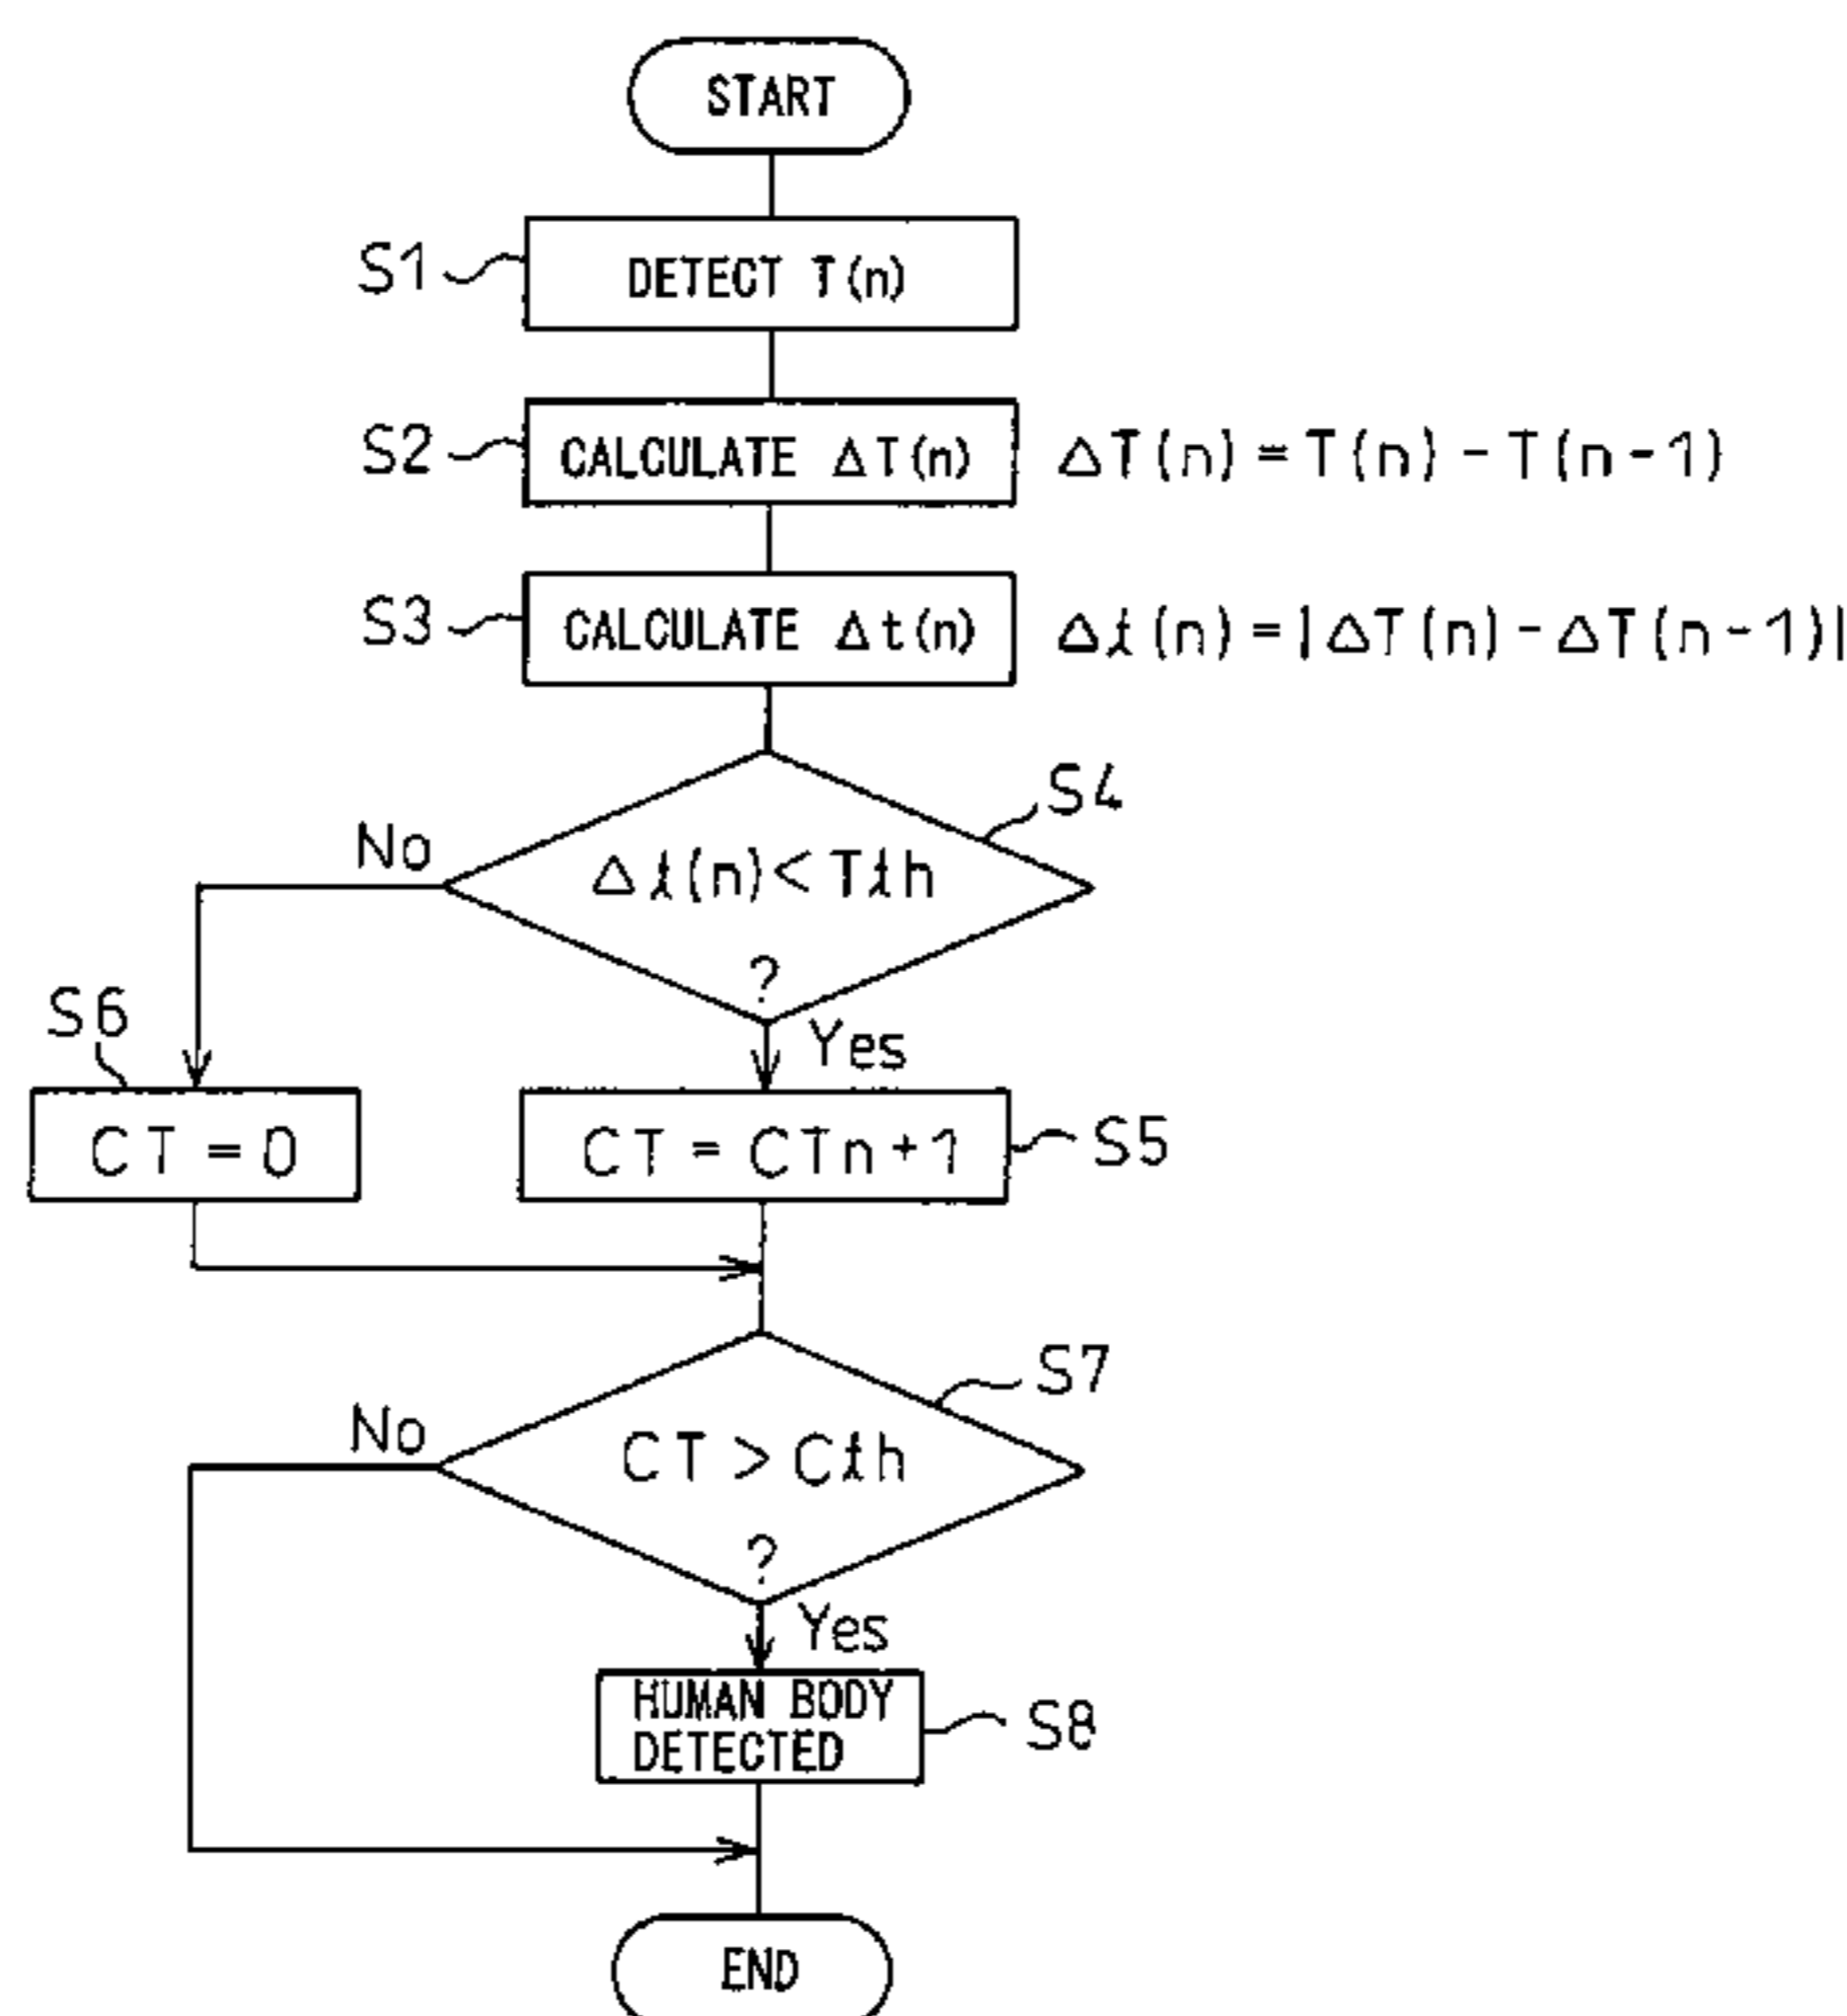 START
S1
DETECT T(n)
S2
CALCULATE ΔT(n)
ΔT(n)=T(n)-T(n-1)
S3
CALCULATE Δt(n)
Δt(n)=|ΔT(n)-ΔT(n-1)|
S4
No
Δt(n)<Tth
?
Yes
S6
CT=0
CT=CTn+1
S5
S7
No
CT>Cth
?
Yes
HUMAN BODY
DETECTED
S8
END